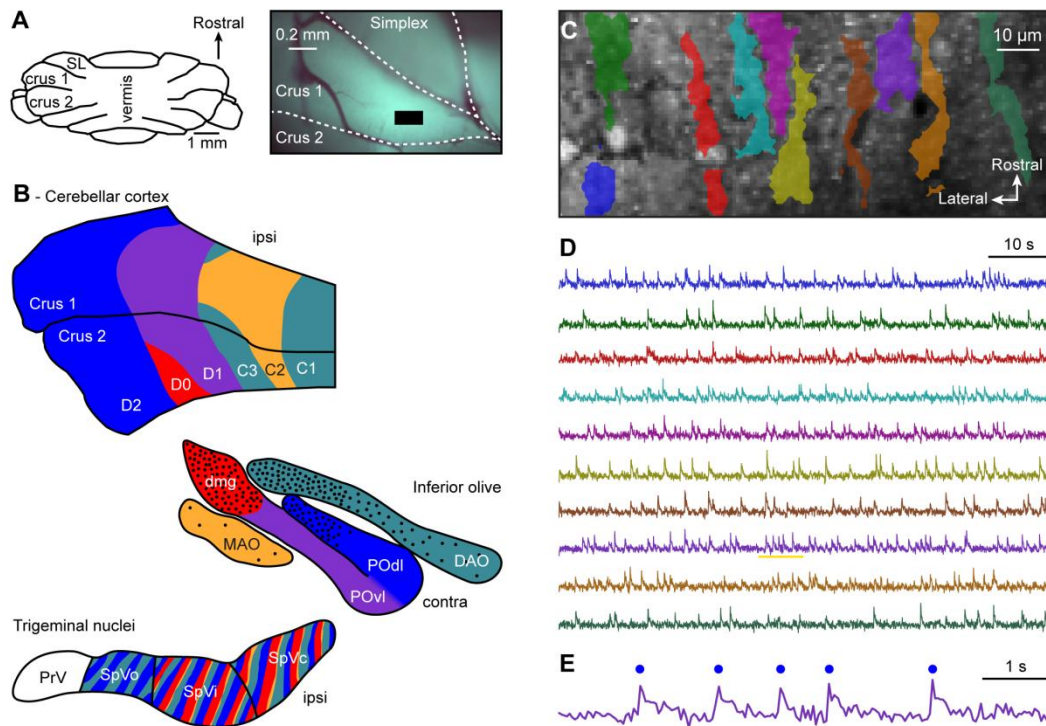 A
Rostral
SL
crus 1
crus 2
vermis
1 mm
0.2 mm
Simplex
Crus 1
Crus 2
B
- Cerebellar cortex
ipsi
Crus 1
Crus 2
D2
D0
D1
C3
C2
C1
dmg
Inferior olive
MAO
POdl
DAO
POvl
contra
Trigeminal nuclei
PrV
SpVo
SpVi
SpVc
ipsi
C
10 µm
Rostral
Lateral
D
10 s
E
1 s